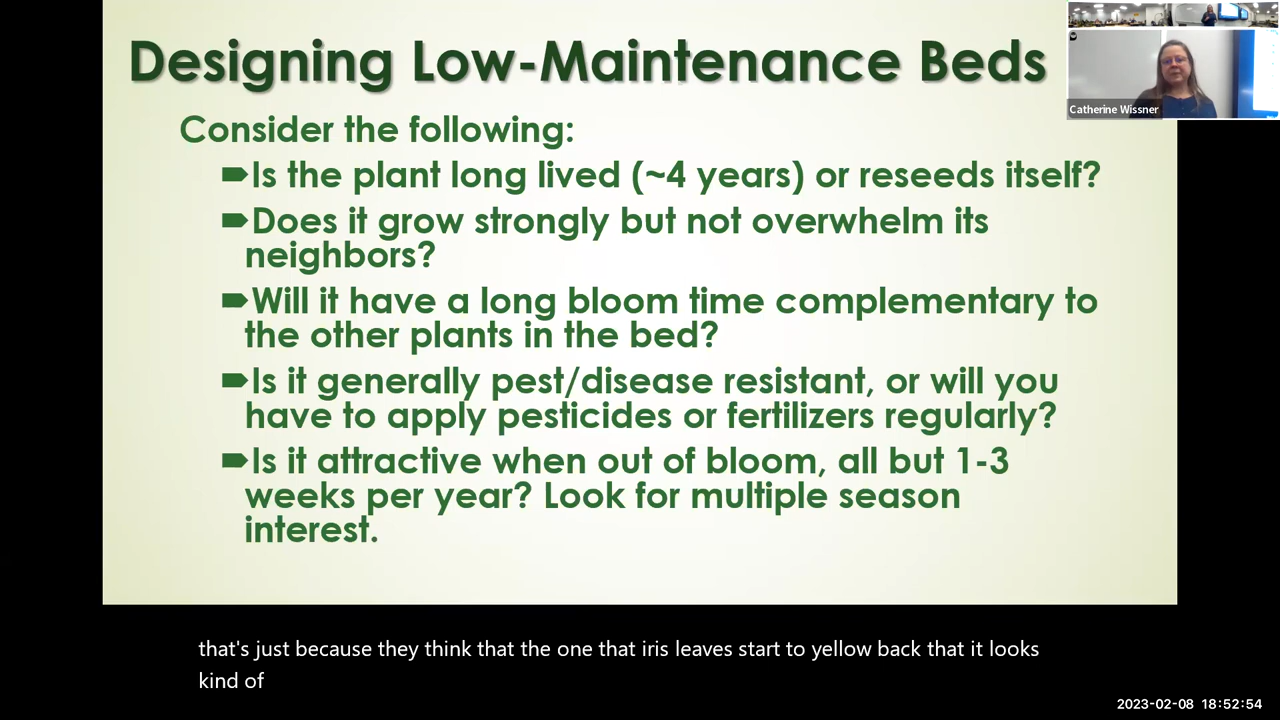 Designing Low-Maintenance Beds
Catherine Wissner
Consider the following:
Is the plant long lived (~4 years) or reseeds itself?
Does it grow strongly but not overwhelm its
neighbors?
Will it have a long bloom time complementary to
the other plants in the bed?
Is it generally pest/disease resistant, or will you
have to apply pesticides or fertilizers regularly?
Is it attractive when out of bloom, all but 1-3
weeks per year? Look for multiple season
interest.
that's just because they think that the one that iris leaves start to yellow back that it looks
kind of
2023-02-08 18:52:54